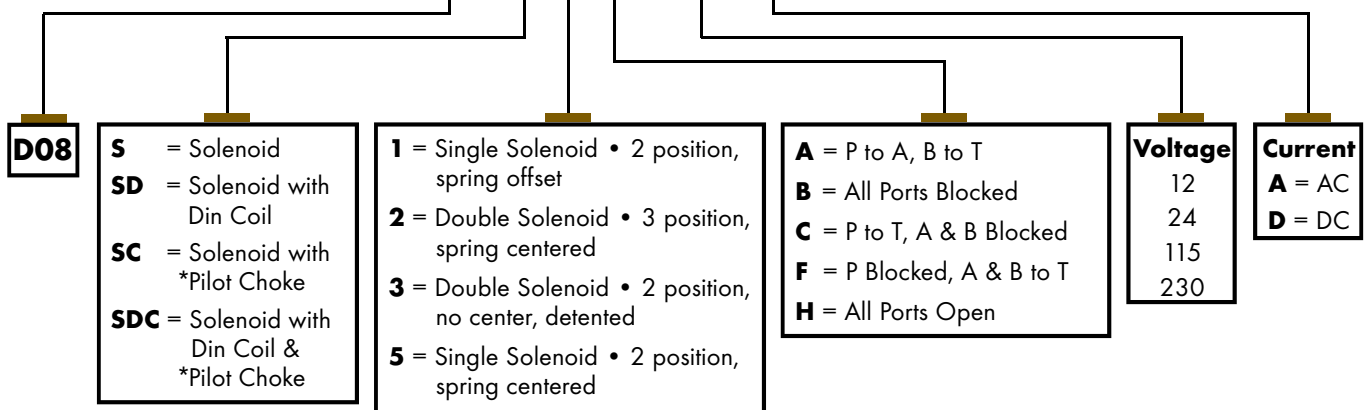 D08
S = Solenoid
SD = Solenoid with
Din Coil
SC = Solenoid with
*Pilot Choke
SDC = Solenoid with
Din Coil &
*Pilot Choke
1 = Single Solenoid • 2 position,
spring offset
2 = Double Solenoid • 3 position,
spring centered
3 = Double Solenoid • 2 position,
no center, detented
5 = Single Solenoid • 2 position,
spring centered
A = P to A, B to T
B = All Ports Blocked
C = P to T, A & B Blocked
F = P Blocked, A & B to T
H = All Ports Open
Voltage
12
24
115
230
Current
A = AC
D = DC